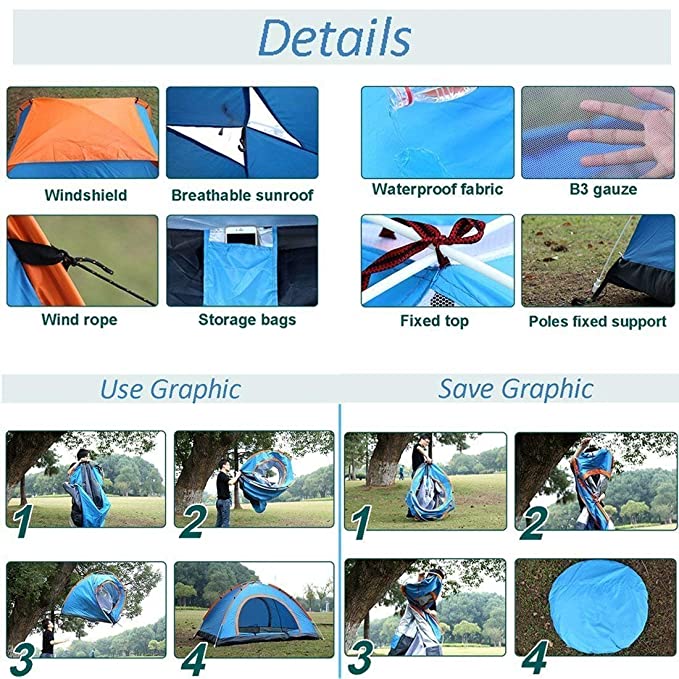 Details
Windshield
Breathable sunroof
Waterproof fabric
B3 gauze
Wind rope
Storage bags
Fixed top
Poles fixed support
Use Graphic
Save Graphic
1
2
1
2
3
4
3
4